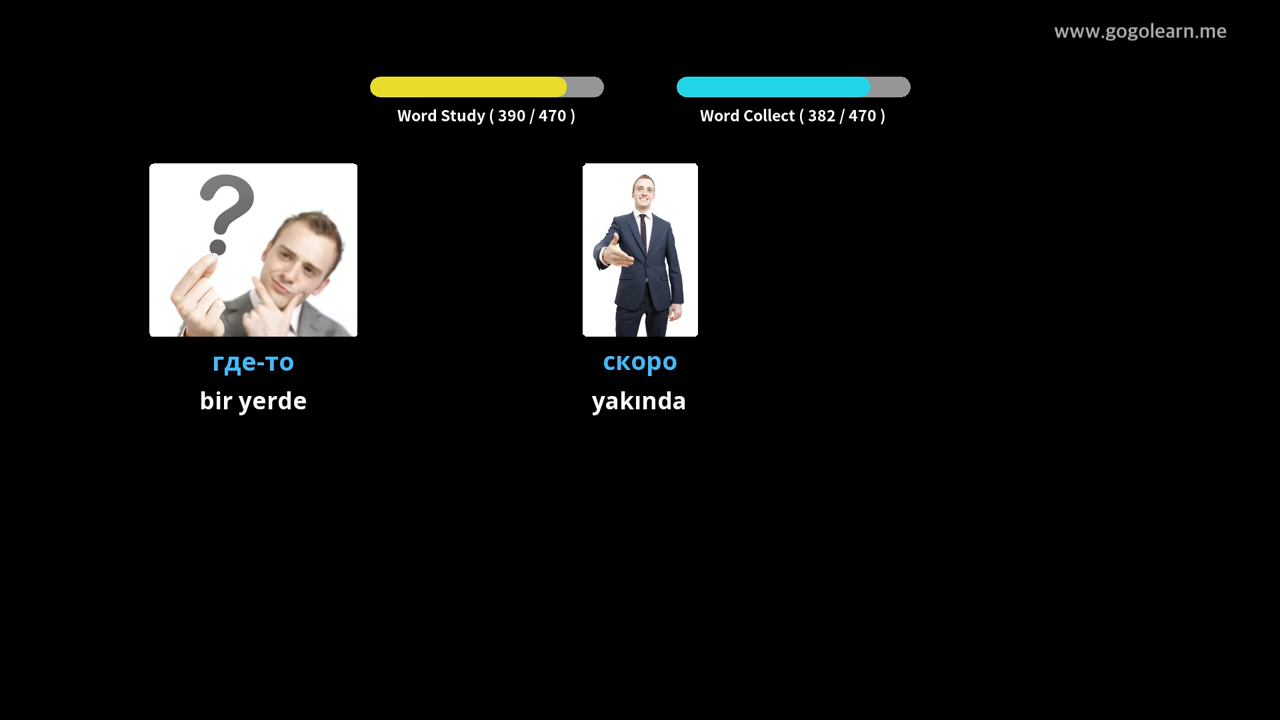 www.gogolearn.me
Word Study ( 390 / 470 )
Word Collect ( 382 / 470 )
?
где-то
bir yerde
скоро
yakında